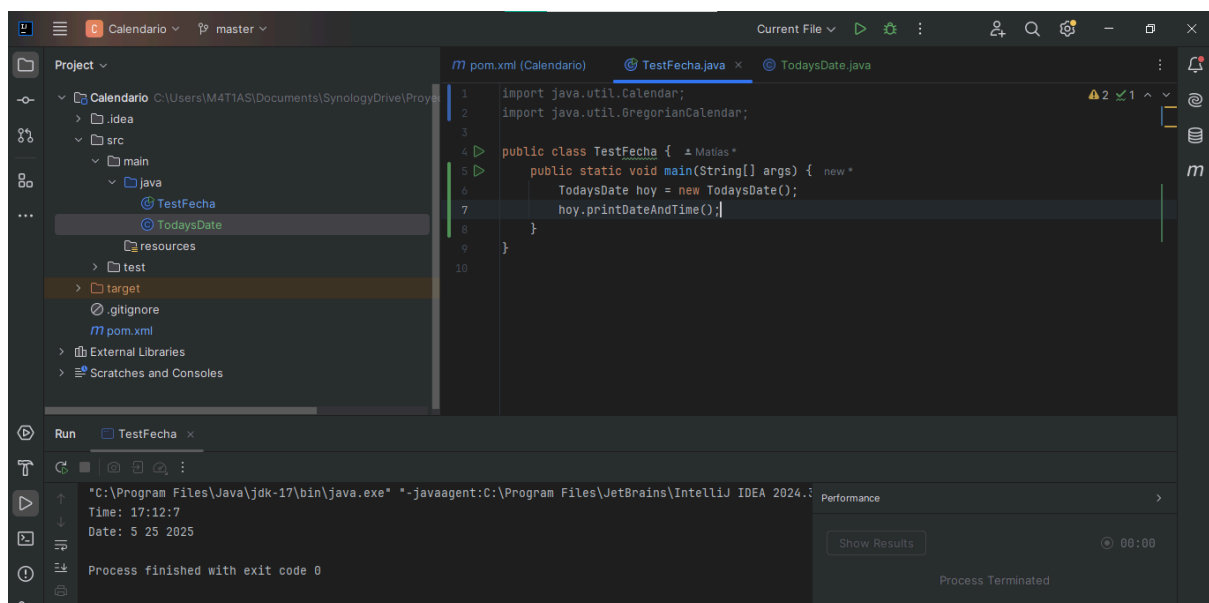 C Calendario master Current File
Project
m pom.xml (Calendario) TestFecha.java × TodaysDate.java
Calendario C:\Users\M4T1AS\Documents\SynologyDrive\Proye
.idea
src
main
java
TestFecha
TodaysDate
resources
test
target
.gitignore
m pom.xml
External Libraries
Scratches and Consoles
1 import java.util.Calendar;
2 import java.util.GregorianCalendar;
3
4 public class TestFecha { Matías *
5 public static void main(String[] args) { new *
6 TodaysDate hoy = new TodaysDate();
7 hoy.printDateAndTime();
8 }
9 }
10
2 1
m
Run TestFecha ×
"C:\Program Files\Java\jdk-17\bin\java.exe" "-javaagent:C:\Program Files\JetBrains\IntelliJ IDEA 2024.3
Time: 17:12:7
Date: 5 25 2025
Process finished with exit code 0
Performance
Show Results 00:00
Process Terminated